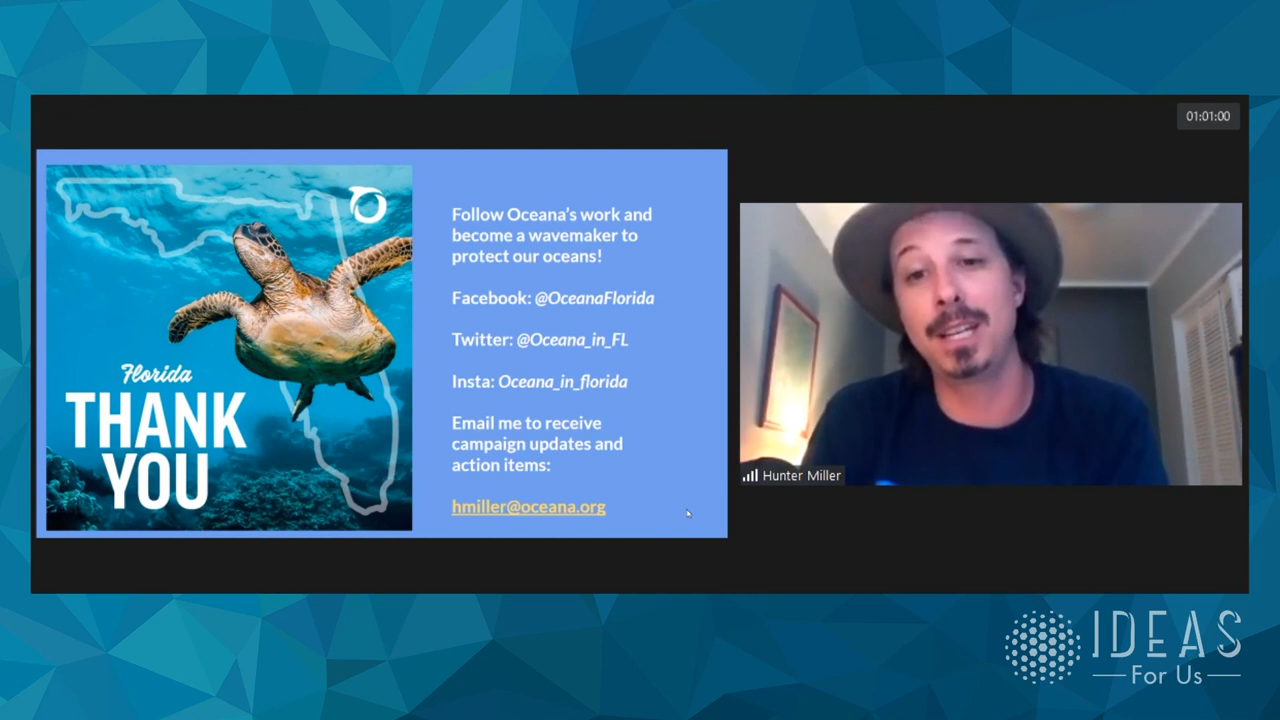 01:01:00
Florida
THANK
YOU
Follow Oceana's work and
become a wavemaker to
protect our oceans!
Facebook: @OceanaFlorida
Twitter: @Oceana_in_FL
Insta: Oceana_in_florida
Email me to receive
campaign updates and
action items:
hmiller@oceana.org
Hunter Miller
IDEAS
For Us